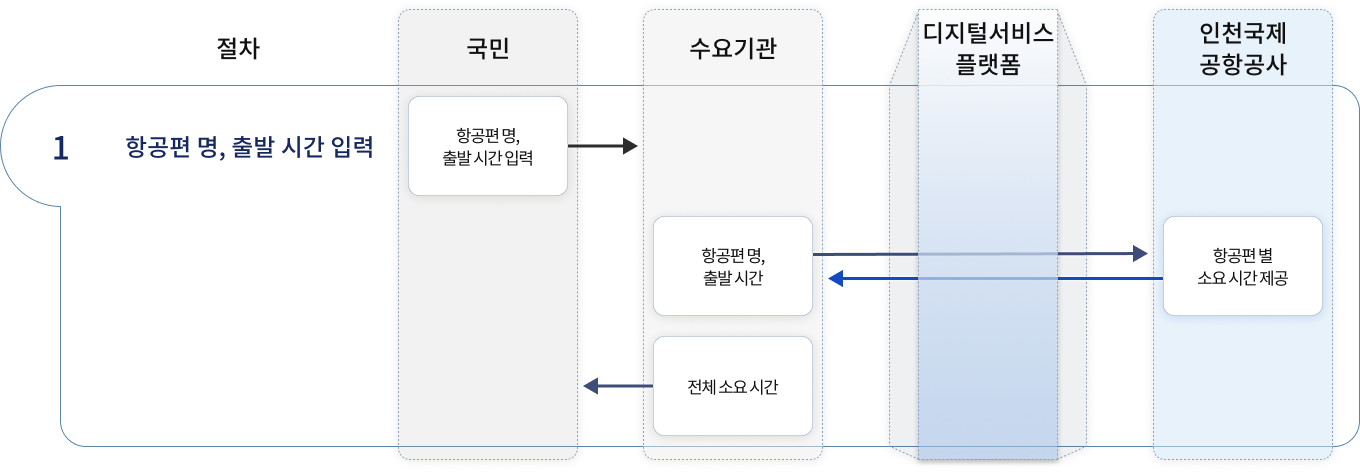 절차
국민
수요기관
디지털서비스
플랫폼
인천국제
공항공사
1
항공편 명, 출발 시간 입력
항공편 명,
출발 시간 입력
항공편 명,
출발 시간
항공편 별
소요 시간 제공
전체 소요 시간